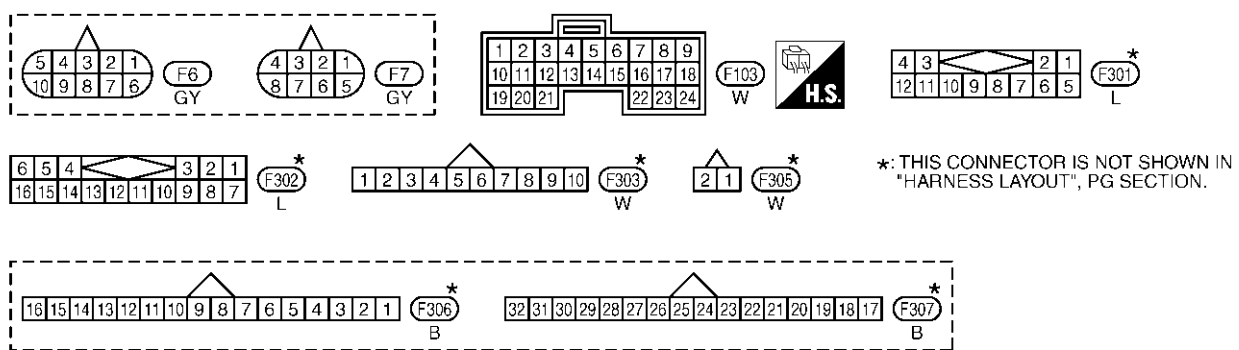 5 4 3 2 1
10 9 8 7 6
F6
GY
4 3 2 1
8 7 6 5
F7
GY
1 2 3 4 5 6 7 8 9
10 11 12 13 14 15 16 17 18
19 20 21 22 23 24
F103
W
H.S.
4 3 2 1
12 11 10 9 8 7 6 5
*
F301
L
6 5 4 3 2 1
16 15 14 13 12 11 10 9 8 7
*
F302
L
1 2 3 4 5 6 7 8 9 10
*
F303
W
2 1
*
F305
W
*: THIS CONNECTOR IS NOT SHOWN IN
"HARNESS LAYOUT", PG SECTION.
16 15 14 13 12 11 10 9 8 7 6 5 4 3 2 1
*
F306
B
32 31 30 29 28 27 26 25 24 23 22 21 20 19 18 17
*
F307
B